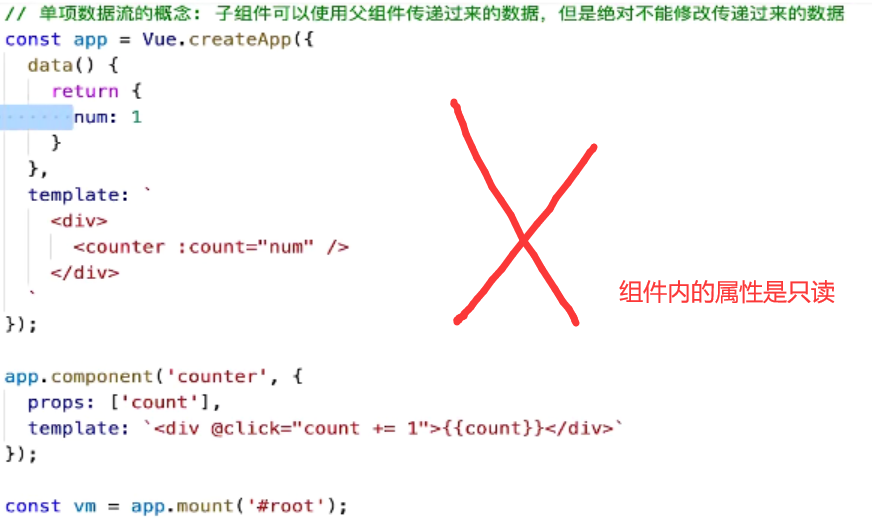 // 单项数据流的概念: 子组件可以使用父组件传递过来的数据, 但是绝对不能修改传递过来的数据
const app = Vue.createApp({
data() {
return {
num: 1
}
},
template: `
<div>
<counter :count="num" />
</div>
`
});
组件内的属性是只读
app.component('counter', {
props: ['count'],
template: `<div @click="count += 1">{{count}}</div>`
});
const vm = app.mount('#root');